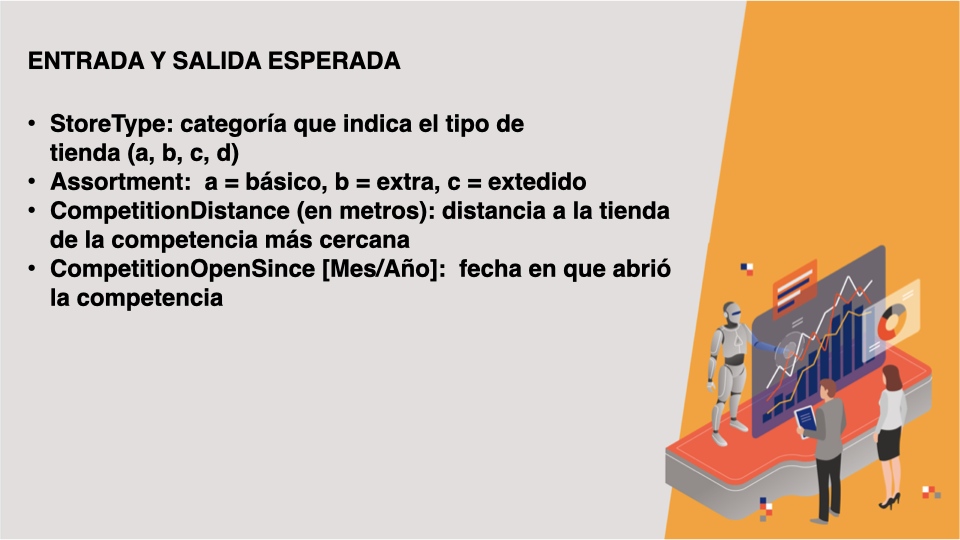 ENTRADA Y SALIDA ESPERADA
• StoreType: categoría que indica el tipo de
tienda (a, b, c, d)
• Assortment:  a = básico, b = extra, c = extedido
• CompetitionDistance (en metros): distancia a la tienda
de la competencia más cercana
• CompetitionOpenSince [Mes/Año]:  fecha en que abrió
la competencia